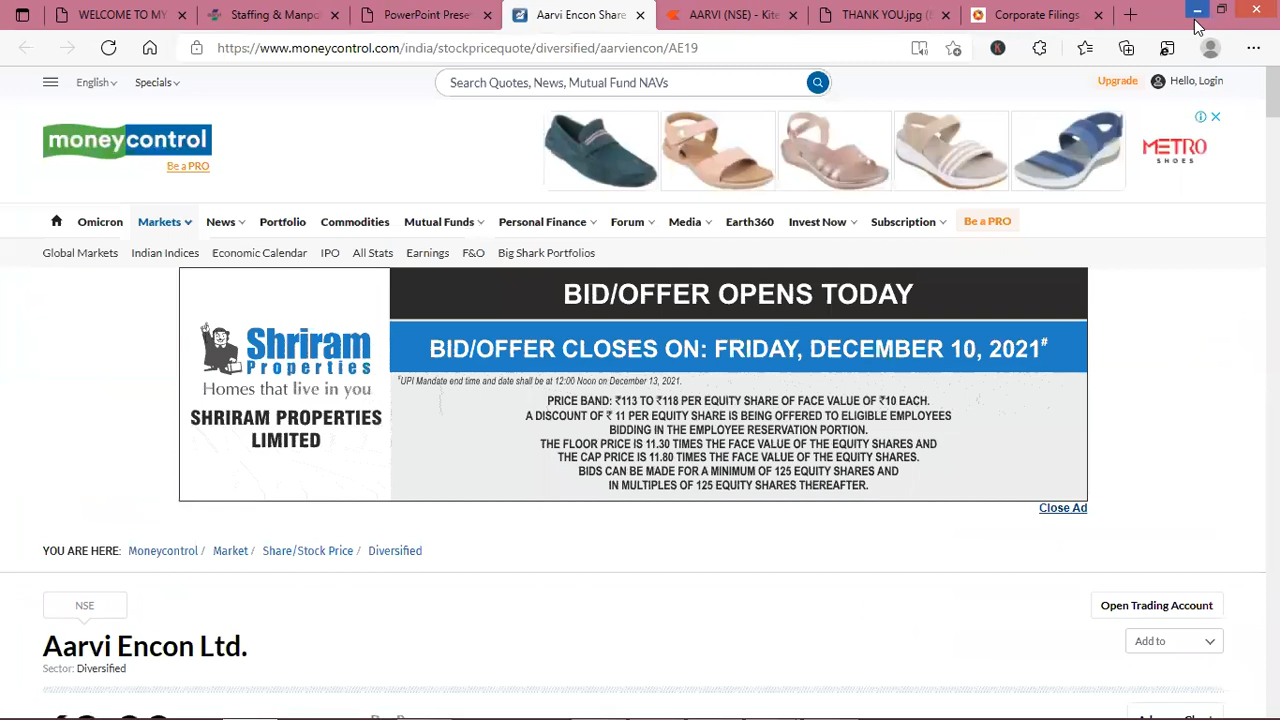 WELCOME TO MY
Staffing & Manpo
PowerPoint Prese
Aarvi Encon Share
AARVI (NSE) - Kite
THANK YOU.jpg (
Corporate Filings
https://www.moneycontrol.com/india/stockpricequote/diversified/aarviencon/AE19
English
Specials
Search Quotes, News, Mutual Fund NAVs
Upgrade
Hello, Login
moneycontrol
Be a PRO
METRO
SHOES
Omicron
Markets
News
Portfolio
Commodities
Mutual Funds
Personal Finance
Forum
Media
Earth360
Invest Now
Subscription
Be a PRO
Global Markets
Indian Indices
Economic Calendar
IPO
All Stats
Earnings
F&O
Big Shark Portfolios
Shriram
Properties
Homes that live in you
SHRIRAM PROPERTIES
LIMITED
BID/OFFER OPENS TODAY
BID/OFFER CLOSES ON: FRIDAY, DECEMBER 10, 2021#
#UPI Mandate end time and date shall be at 12:00 Noon on December 13, 2021.
PRICE BAND: ₹113 TO ₹118 PER EQUITY SHARE OF FACE VALUE OF ₹10 EACH.
A DISCOUNT OF ₹ 11 PER EQUITY SHARE IS BEING OFFERED TO ELIGIBLE EMPLOYEES
BIDDING IN THE EMPLOYEE RESERVATION PORTION.
THE FLOOR PRICE IS 11.30 TIMES THE FACE VALUE OF THE EQUITY SHARES AND
THE CAP PRICE IS 11.80 TIMES THE FACE VALUE OF THE EQUITY SHARES.
BIDS CAN BE MADE FOR A MINIMUM OF 125 EQUITY SHARES AND
IN MULTIPLES OF 125 EQUITY SHARES THEREAFTER.
Close Ad
YOU ARE HERE: Moneycontrol / Market / Share/Stock Price / Diversified
NSE
Open Trading Account
Aarvi Encon Ltd.
Add to
Sector: Diversified